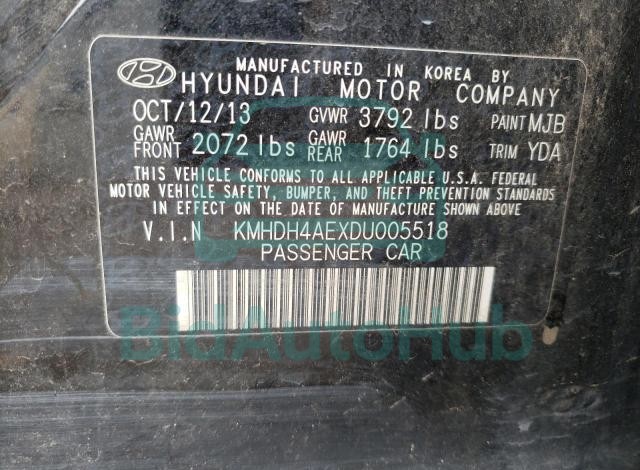 MANUFACTURED IN KOREA BY
HYUNDAI MOTOR COMPANY
OCT/12/13 GVWR 3792 lbs PAINT MJB
GAWR FRONT 2072 lbs GAWR REAR 1764 lbs TRIM YDA
THIS VEHICLE CONFORMS TO ALL APPLICABLE U.S.A. FEDERAL
MOTOR VEHICLE SAFETY, BUMPER, AND THEFT PREVENTION
STANDARDS IN EFFECT ON THE DATE OF MANUFACTURE SHOWN ABOVE
V.I.N KMHDH4AEXDU005518
PASSENGER CAR
BidAutoHub